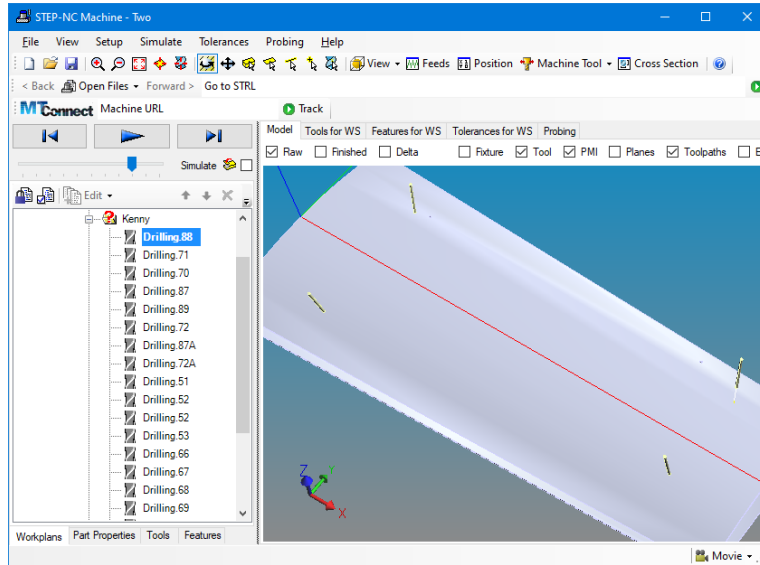 STEP-NC Machine - Two
File View Setup Simulate Tolerances Probing Help
View Feeds Position Machine Tool Cross Section
< Back Open Files Forward > Go to STRL
MTConnect Machine URL Track
Model Tools for WS Features for WS Tolerances for WS Probing
Raw Finished Delta Fixture Tool PMI Planes Toolpaths
Simulate
Edit
Kenny
Drilling.88
Drilling.71
Drilling.70
Drilling.87
Drilling.89
Drilling.72
Drilling.87A
Drilling.72A
Drilling.51
Drilling.52
Drilling.52
Drilling.53
Drilling.66
Drilling.67
Drilling.68
Drilling.69
Z Y
X
Workplans Part Properties Tools Features
Movie